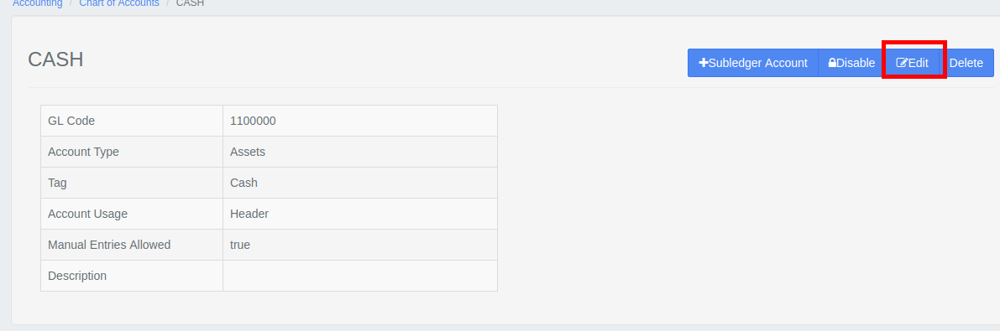 Accounting / Chart of Accounts / CASH
CASH
Subledger Account Disable Edit Delete
GL Code 1100000
Account Type Assets
Tag Cash
Account Usage Header
Manual Entries Allowed true
Description